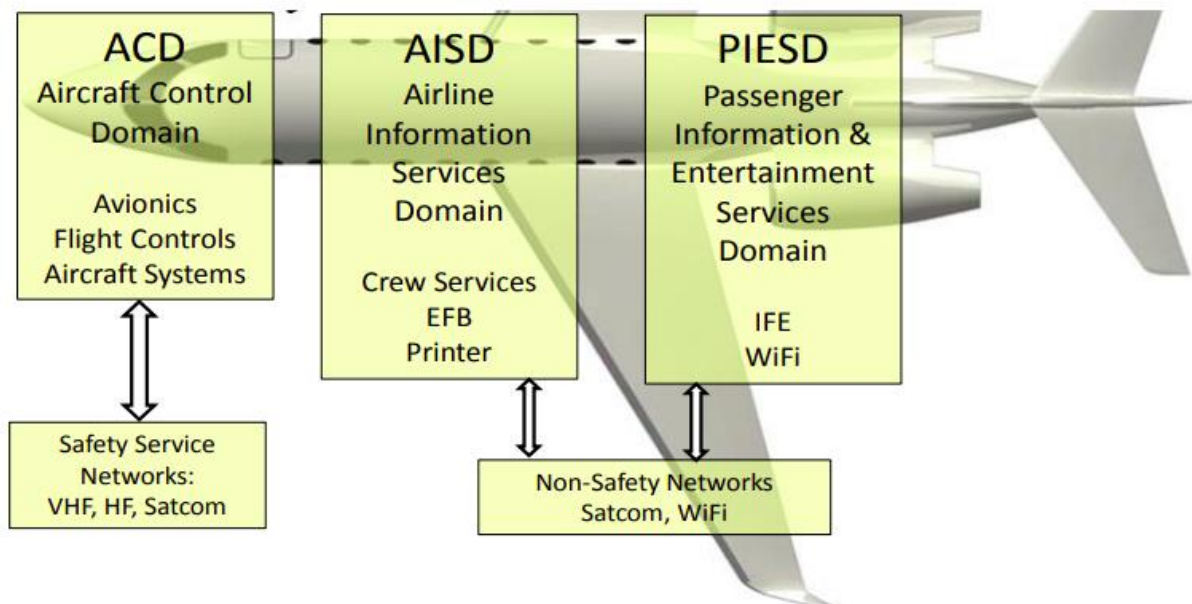 ACD
Aircraft Control
Domain
Avionics
Flight Controls
Aircraft Systems
AISD
Airline
Information
Services
Domain
Crew Services
EFB
Printer
PIESD
Passenger
Information &
Entertainment
Services
Domain
IFE
WiFi
Safety Service
Networks:
VHF, HF, Satcom
Non-Safety Networks
Satcom, WiFi